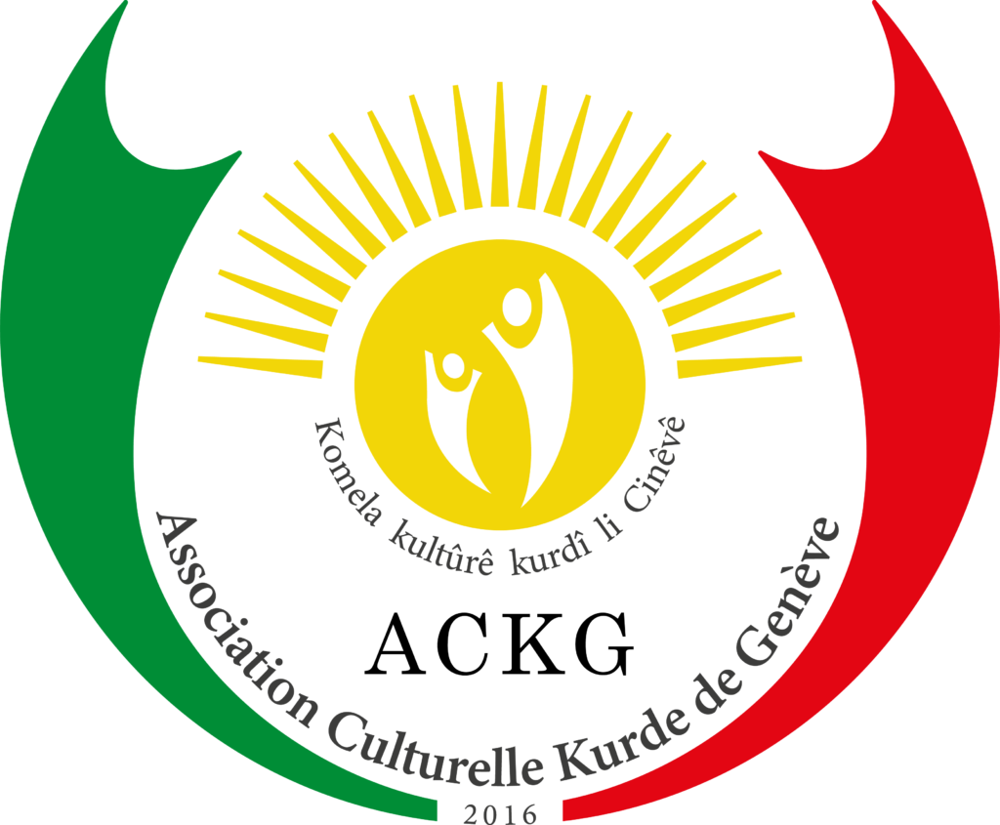 Komela kultûrê kurdî li Cinêvê
ACKG
Association Culturelle Kurde de Genève
2016